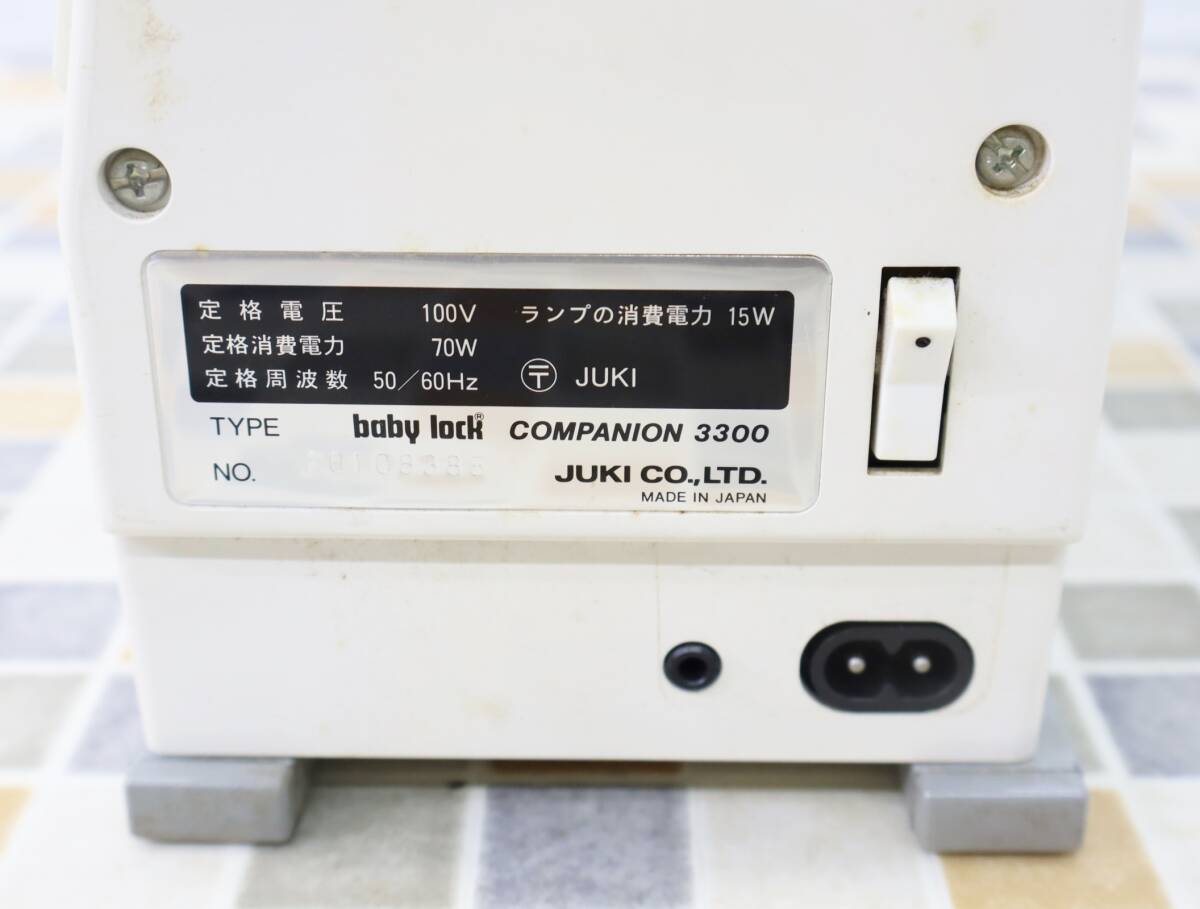 定格電圧 100V ランプの消費電力 15W
定格消費電力 70W
定格周波数 50/60Hz 〒 JUKI
TYPE baby lock® COMPANION 3300
NO. JUKI CO.,LTD.
MADE IN JAPAN